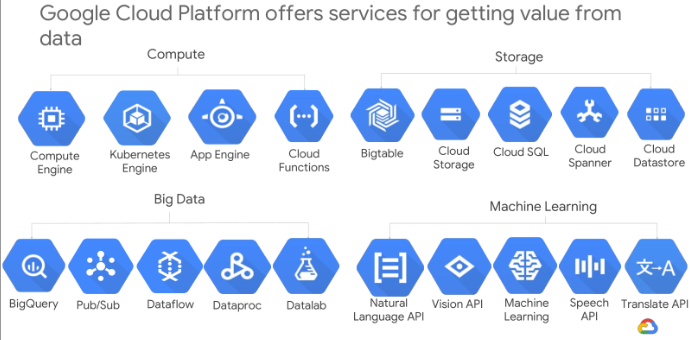 Google Cloud Platform offers services for getting value from
data
Compute
Compute
Engine
Kubernetes
Engine
App Engine
Cloud
Functions
Storage
Bigtable
Cloud
Storage
Cloud SQL
Cloud
Spanner
Cloud
Datastore
Big Data
BigQuery
Pub/Sub
Dataflow
Dataproc
Datalab
Machine Learning
Natural
Language API
Vision API
Machine
Learning
Speech
API
文→A
Translate API